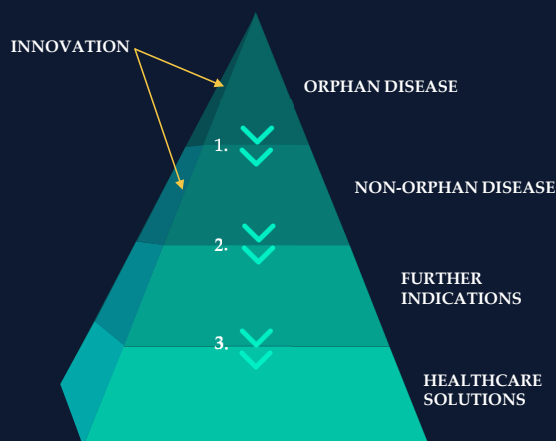 INNOVATION
ORPHAN DISEASE
1.
NON-ORPHAN DISEASE
2.
FURTHER
INDICATIONS
3.
HEALTHCARE
SOLUTIONS